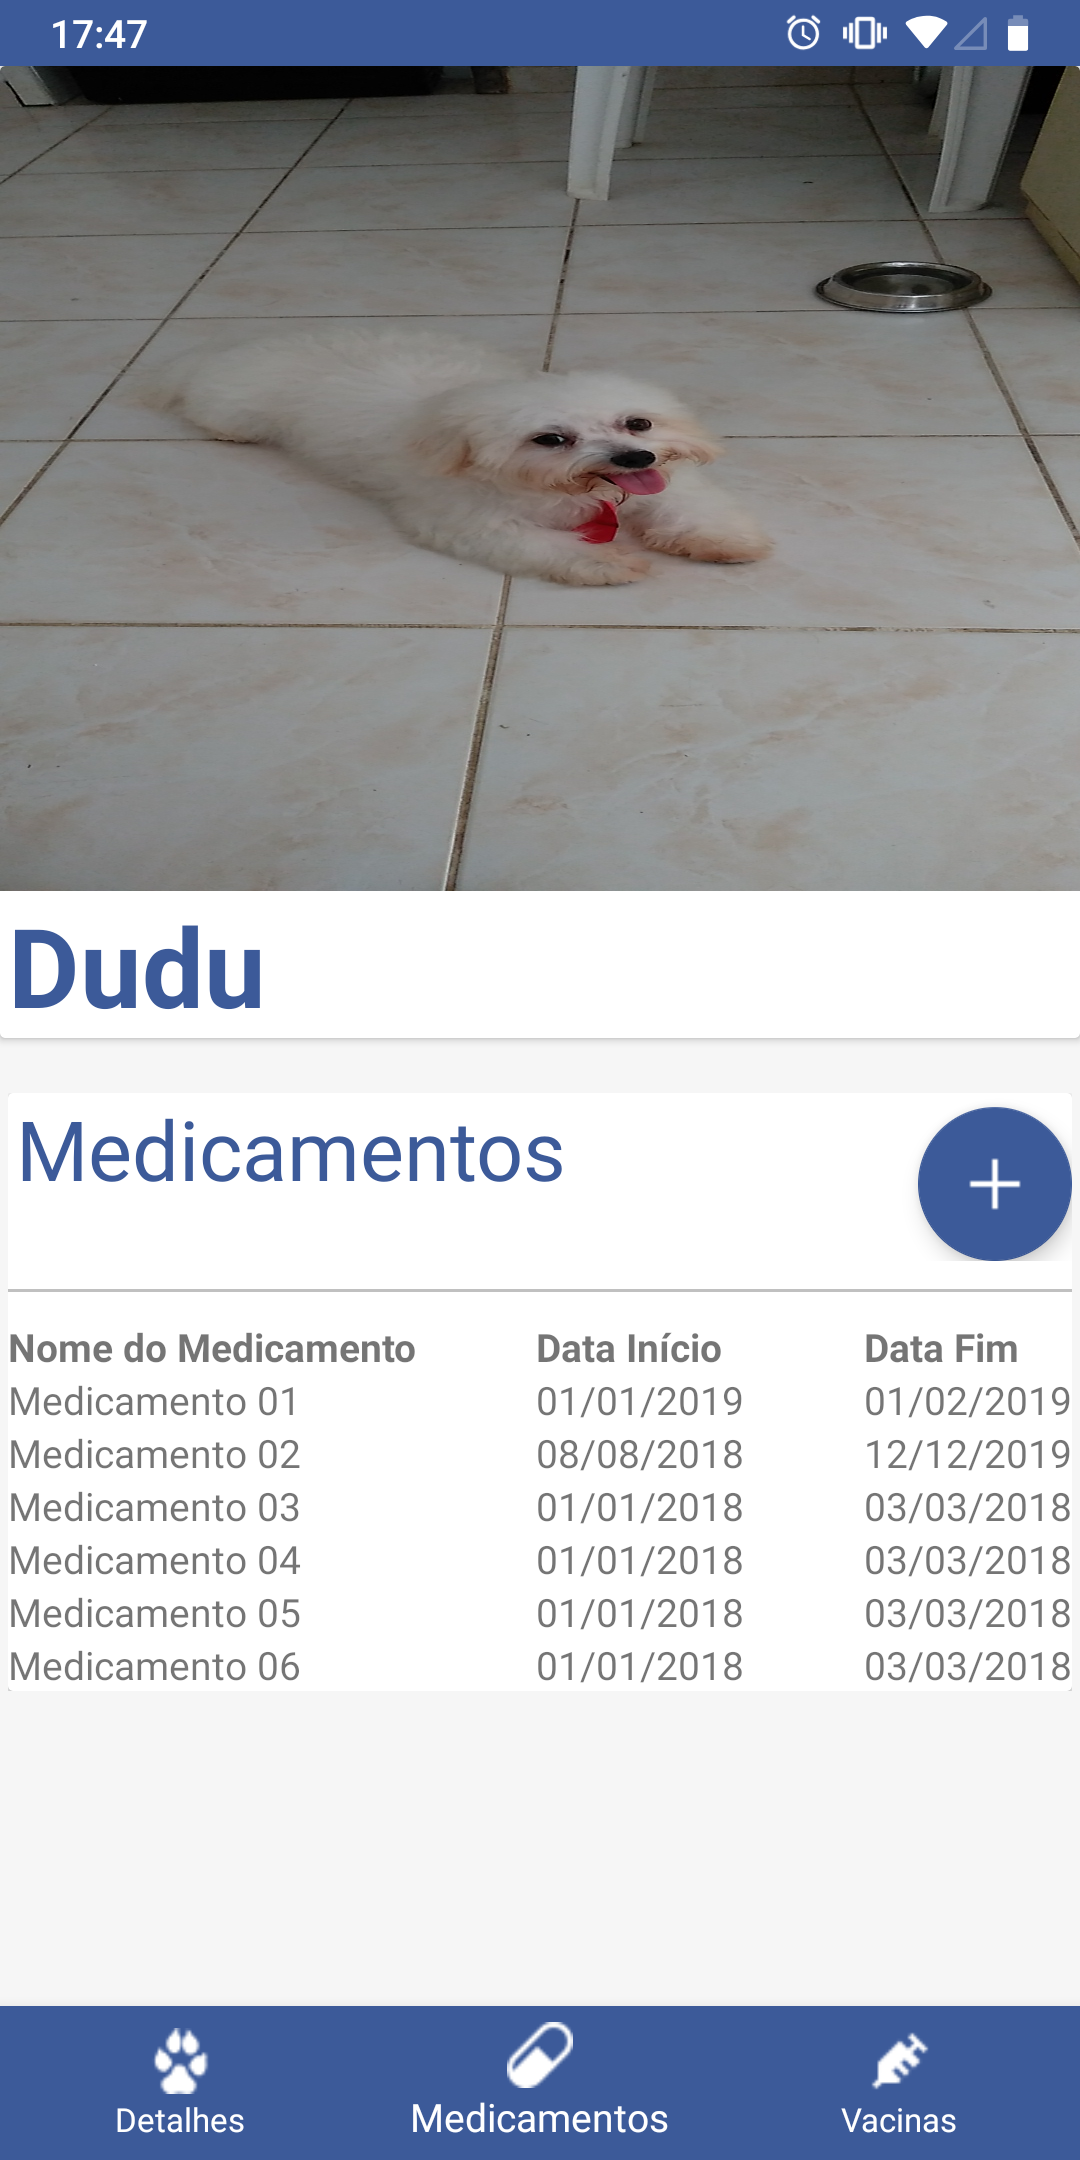 17:47
Dudu
Medicamentos
Nome do Medicamento Data Início Data Fim
Medicamento 01 01/01/2019 01/02/2019
Medicamento 02 08/08/2018 12/12/2019
Medicamento 03 01/01/2018 03/03/2018
Medicamento 04 01/01/2018 03/03/2018
Medicamento 05 01/01/2018 03/03/2018
Medicamento 06 01/01/2018 03/03/2018
Detalhes Medicamentos Vacinas